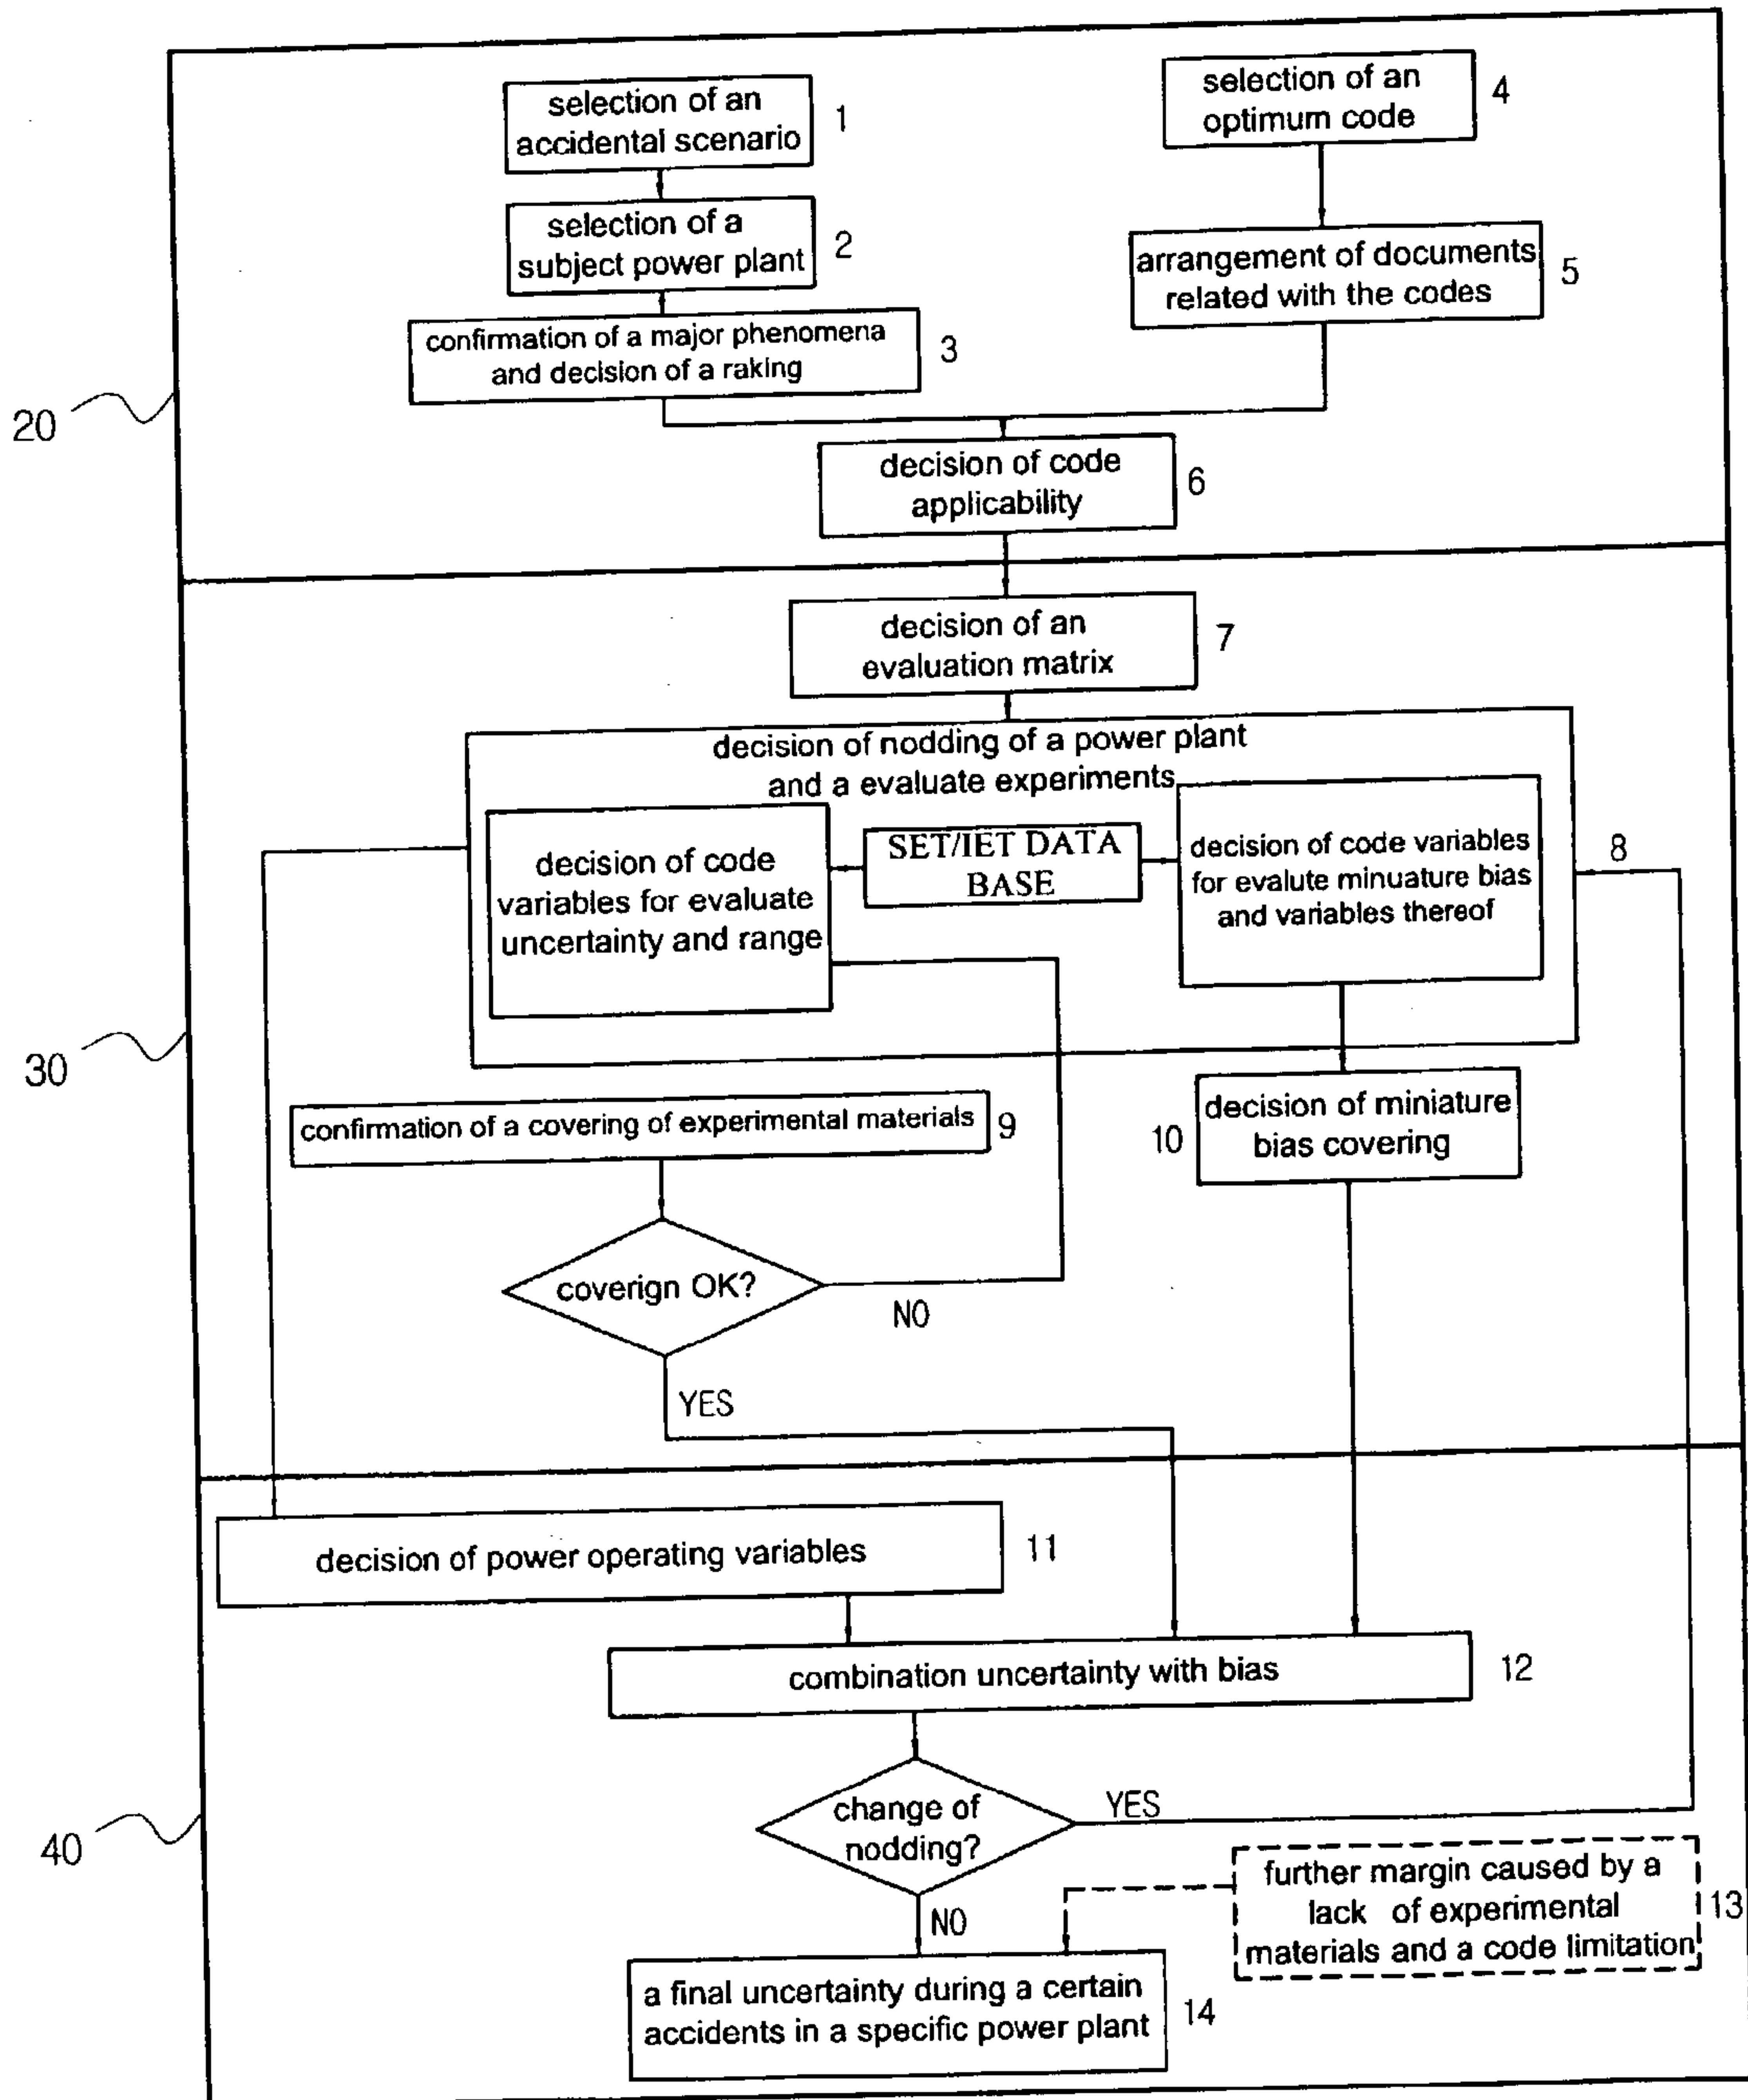 selection of an
accidental scenario
1
selection of an
optimum code
4
selection of a
subject power plant
2
arrangement of documents
related with the codes
5
confirmation of a major phenomena
and decision of a raking
3
20
decision of code
applicability
6
decision of an
evaluation matrix
7
decision of nodding of a power plant
and a evaluate experiments
decision of code
variables for evaluate
uncertainty and range
SET/IET DATA
BASE
decision of code variables
for evalute minuature bias
and variables thereof
8
30
confirmation of a covering of experimental materials
9
10
decision of miniature
bias covering
coverign OK?
NO
YES
decision of power operating variables
11
combination uncertainty with bias
12
change of
nodding?
YES
NO
40
further margin caused by a
lack of experimental
materials and a code limitation
13
a final uncertainty during a certain
accidents in a specific power plant
14